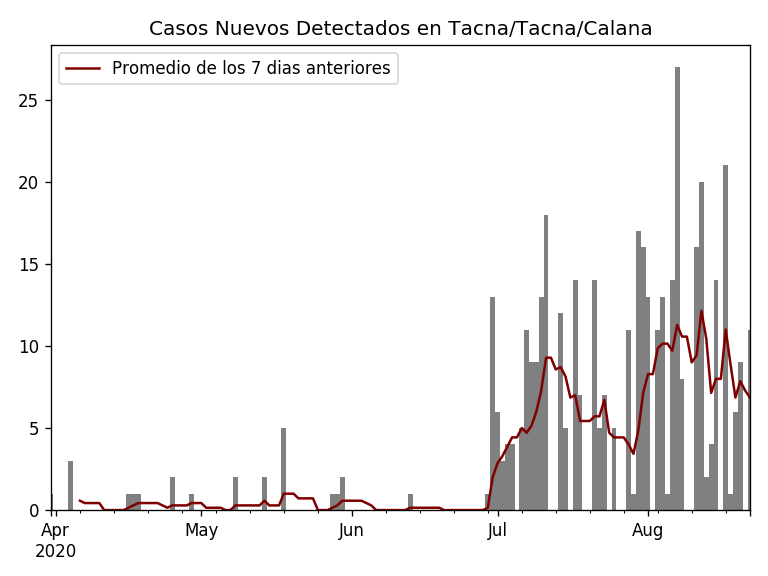 Casos Nuevos Detectados en Tacna/Tacna/Calana
Promedio de los 7 dias anteriores
25
20
15
10
5
0
Apr May Jun Jul Aug
2020